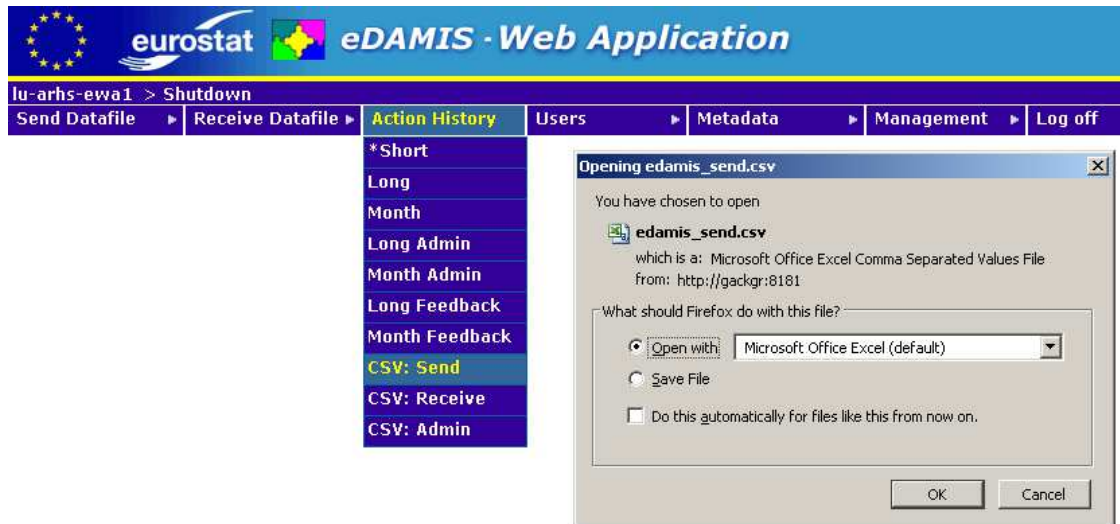 eurostat eDAMIS - Web Application
lu-arhs-ewa1 > Shutdown
Send Datafile Receive Datafile Action History Users Metadata Management Log off
*Short
Long
Month
Long Admin
Month Admin
Long Feedback
Month Feedback
CSV: Send
CSV: Receive
CSV: Admin
Opening edamis_send.csv
You have chosen to open
edamis_send.csv
which is a: Microsoft Office Excel Comma Separated Values File
from: http://gackgr:8181
What should Firefox do with this file?
Open with Microsoft Office Excel (default)
Save File
Do this automatically for files like this from now on.
OK Cancel